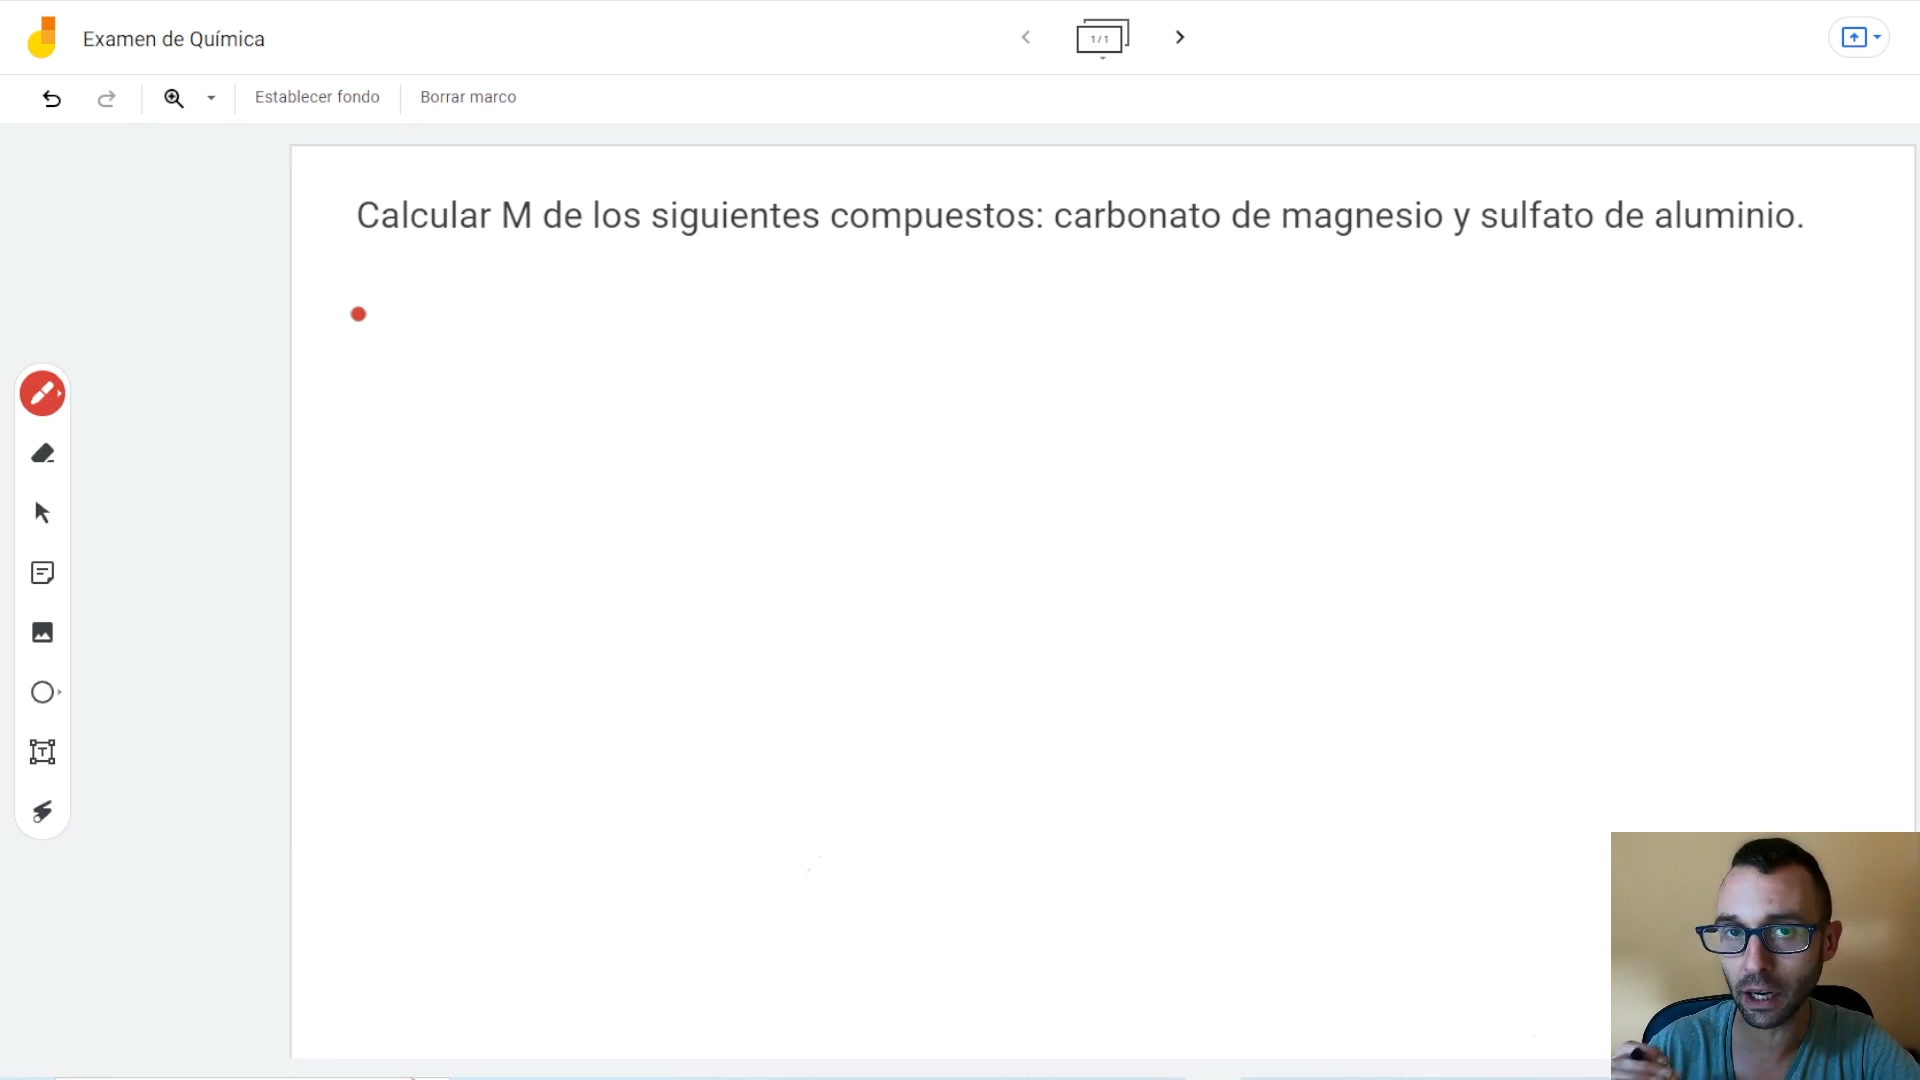 Examen de Química
1/1
Establecer fondo
Borrar marco
Calcular M de los siguientes compuestos: carbonato de magnesio y sulfato de aluminio.